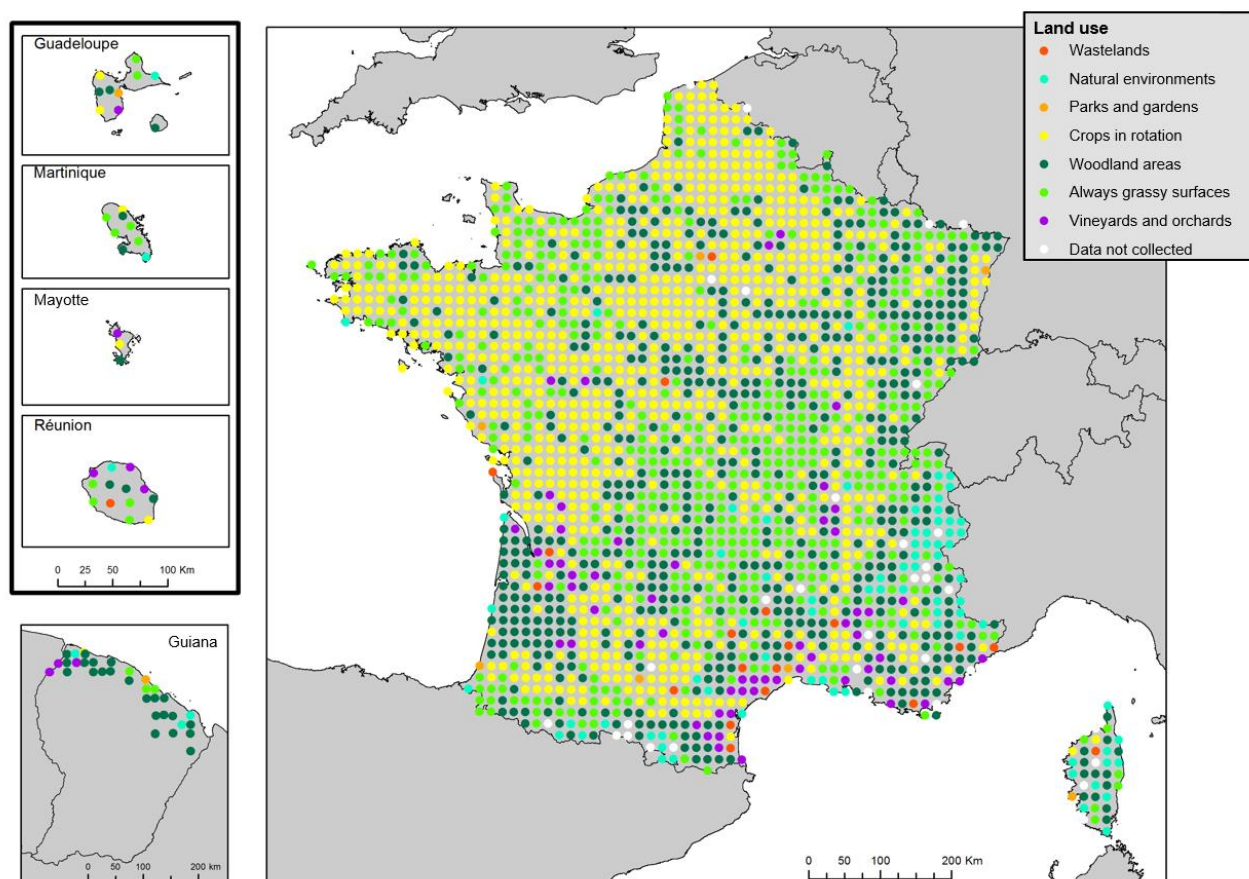 Guadeloupe
Martinique
Mayotte
Réunion
0 25 50 100 Km
Guiana
0 50 100 200 km
Land use
Wastelands
Natural environments
Parks and gardens
Crops in rotation
Woodland areas
Always grassy surfaces
Vineyards and orchards
Data not collected
0 50 100 200 Km